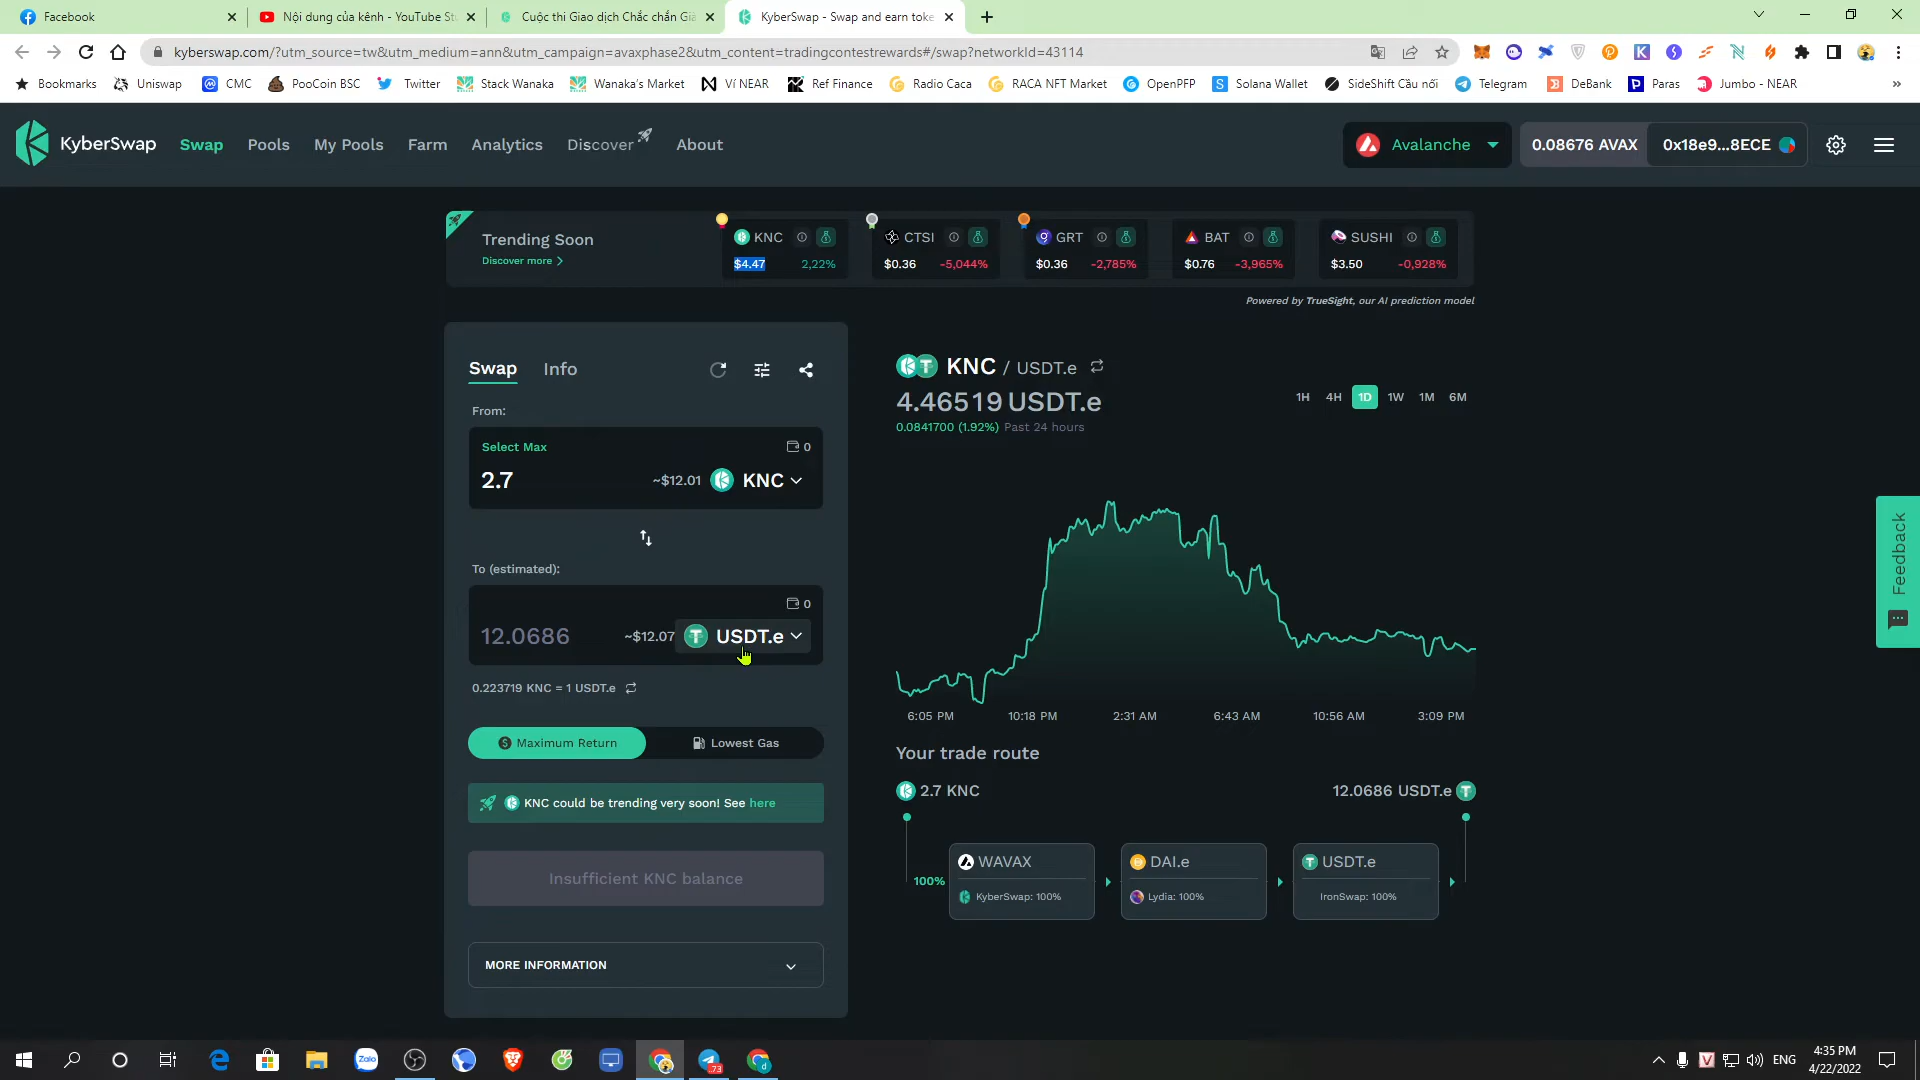 Facebook
Nội dung của kênh - YouTube St
Cuộc thi Giao dịch Chắc chắn Già
KyberSwap - Swap and earn toke
kyberswap.com/?utm_source=tw&utm_medium=ann&utm_campaign=avaxphase2&utm_content=tradingcontestrewards#/swap?networkId=43114
Bookmarks
Uniswap
CMC
PooCoin BSC
Twitter
Stack Wanaka
Wanaka's Market
Ví NEAR
Ref Finance
Radio Caca
RACA NFT Market
OpenPFP
Solana Wallet
SideShift Cầu nối
Telegram
DeBank
Paras
Jumbo - NEAR
KyberSwap
Swap
Pools
My Pools
Farm
Analytics
Discover
About
Avalanche
0.08676 AVAX
0x18e9...8ECE
Trending Soon
Discover more
KNC
$4.47
2,22%
CTSI
$0.36
-5,044%
GRT
$0.36
-2,785%
BAT
$0.76
-3,965%
SUSHI
$3.50
-0,928%
Powered by TrueSight, our AI prediction model
Swap
Info
From:
Select Max
0
2.7
~$12.01
KNC
To (estimated):
0
12.0686
~$12.07
USDT.e
0.223719 KNC = 1 USDT.e
Maximum Return
Lowest Gas
KNC could be trending very soon! See here
Insufficient KNC balance
MORE INFORMATION
KNC / USDT.e
4.46519 USDT.e
0.0841700 (1.92%) Past 24 hours
1H
4H
1D
1W
1M
6M
6:05 PM
10:18 PM
2:31 AM
6:43 AM
10:56 AM
3:09 PM
Your trade route
2.7 KNC
12.0686 USDT.e
100%
WAVAX
KyberSwap: 100%
DAI.e
Lydia: 100%
USDT.e
IronSwap: 100%
Feedback
Zalo
73
ENG
4:35 PM
4/22/2022